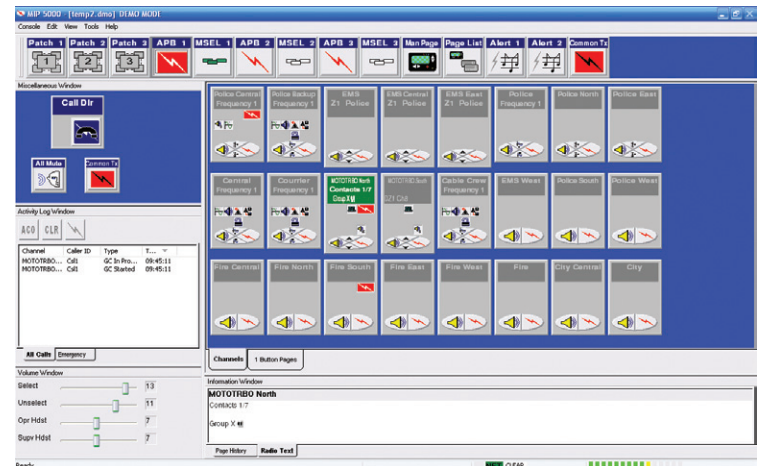 MIP 5000 - [temp2.dmo] DEMO MODE
Console Edit View Tools Help
Patch 1 Patch 2 Patch 3 APB 1 MSEL 1 APB 2 MSEL 2 APB 3 MSEL 3 Man Page Page List Alert 1 Alert 2 Common Tx
1 2 3
Miscellaneous Window
Call Dir
All Mute Common Tx
Activity Log Window
ACO CLR
Channel Caller ID Type T...
MOTOTRBO... Call1 GC In Pro... 09:45:11
MOTOTRBO... Call1 GC Started 09:45:11
All Calls Emergency
Volume Window
Select 13
Unselect 11
Opr Hdst 7
Supv Hdst 7
Ready
Police Central Police Backup EMS EMS Central EMS East Police Police North Police East
Frequency 1 Frequency 1 Z1 Police Z1 Police Z1 Police Frequency 1
Central Counter MOTOTRBO North MOTOTRBO South Cable Crew EMS West Police South Police West
Frequency 1 Frequency 1 Contacts 1/7 Frequency 1
Group X
Fire Central Fire North Fire South Fire East Fire West Fire City Central City
Channels 1 Button Pages
Information Window
MOTOTRBO North
Contacts 1/7
Group X
Page History Radio Text
NET CLEAR